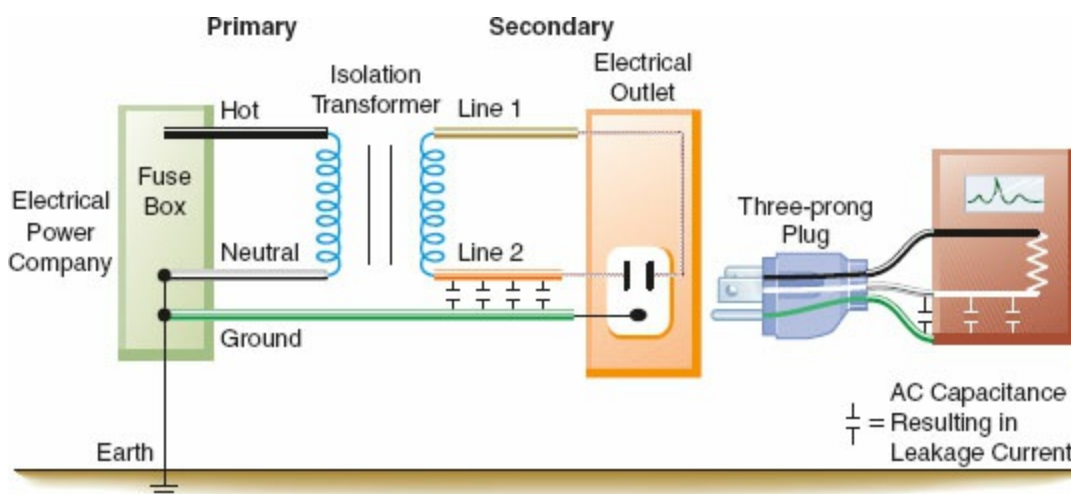 Primary
Secondary
Isolation
Transformer
Electrical
Outlet
Hot
Line 1
Fuse
Box
Electrical
Power
Company
Three-prong
Plug
Neutral
Line 2
Ground
Earth
AC Capacitance
= Resulting in
Leakage Current